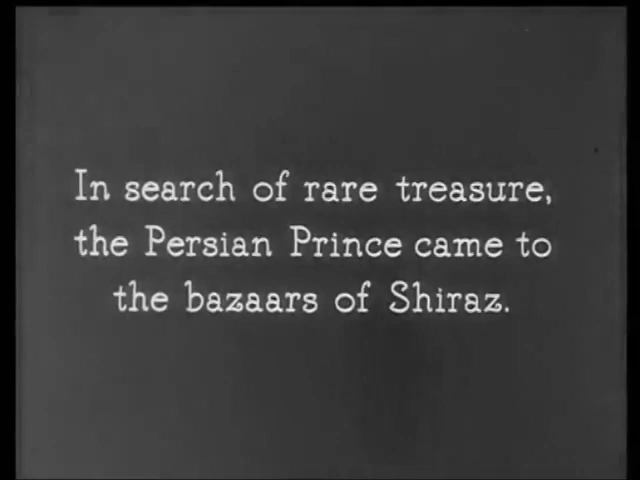 In search of rare treasure,
the Persian Prince came to
the bazaars of Shiraz.